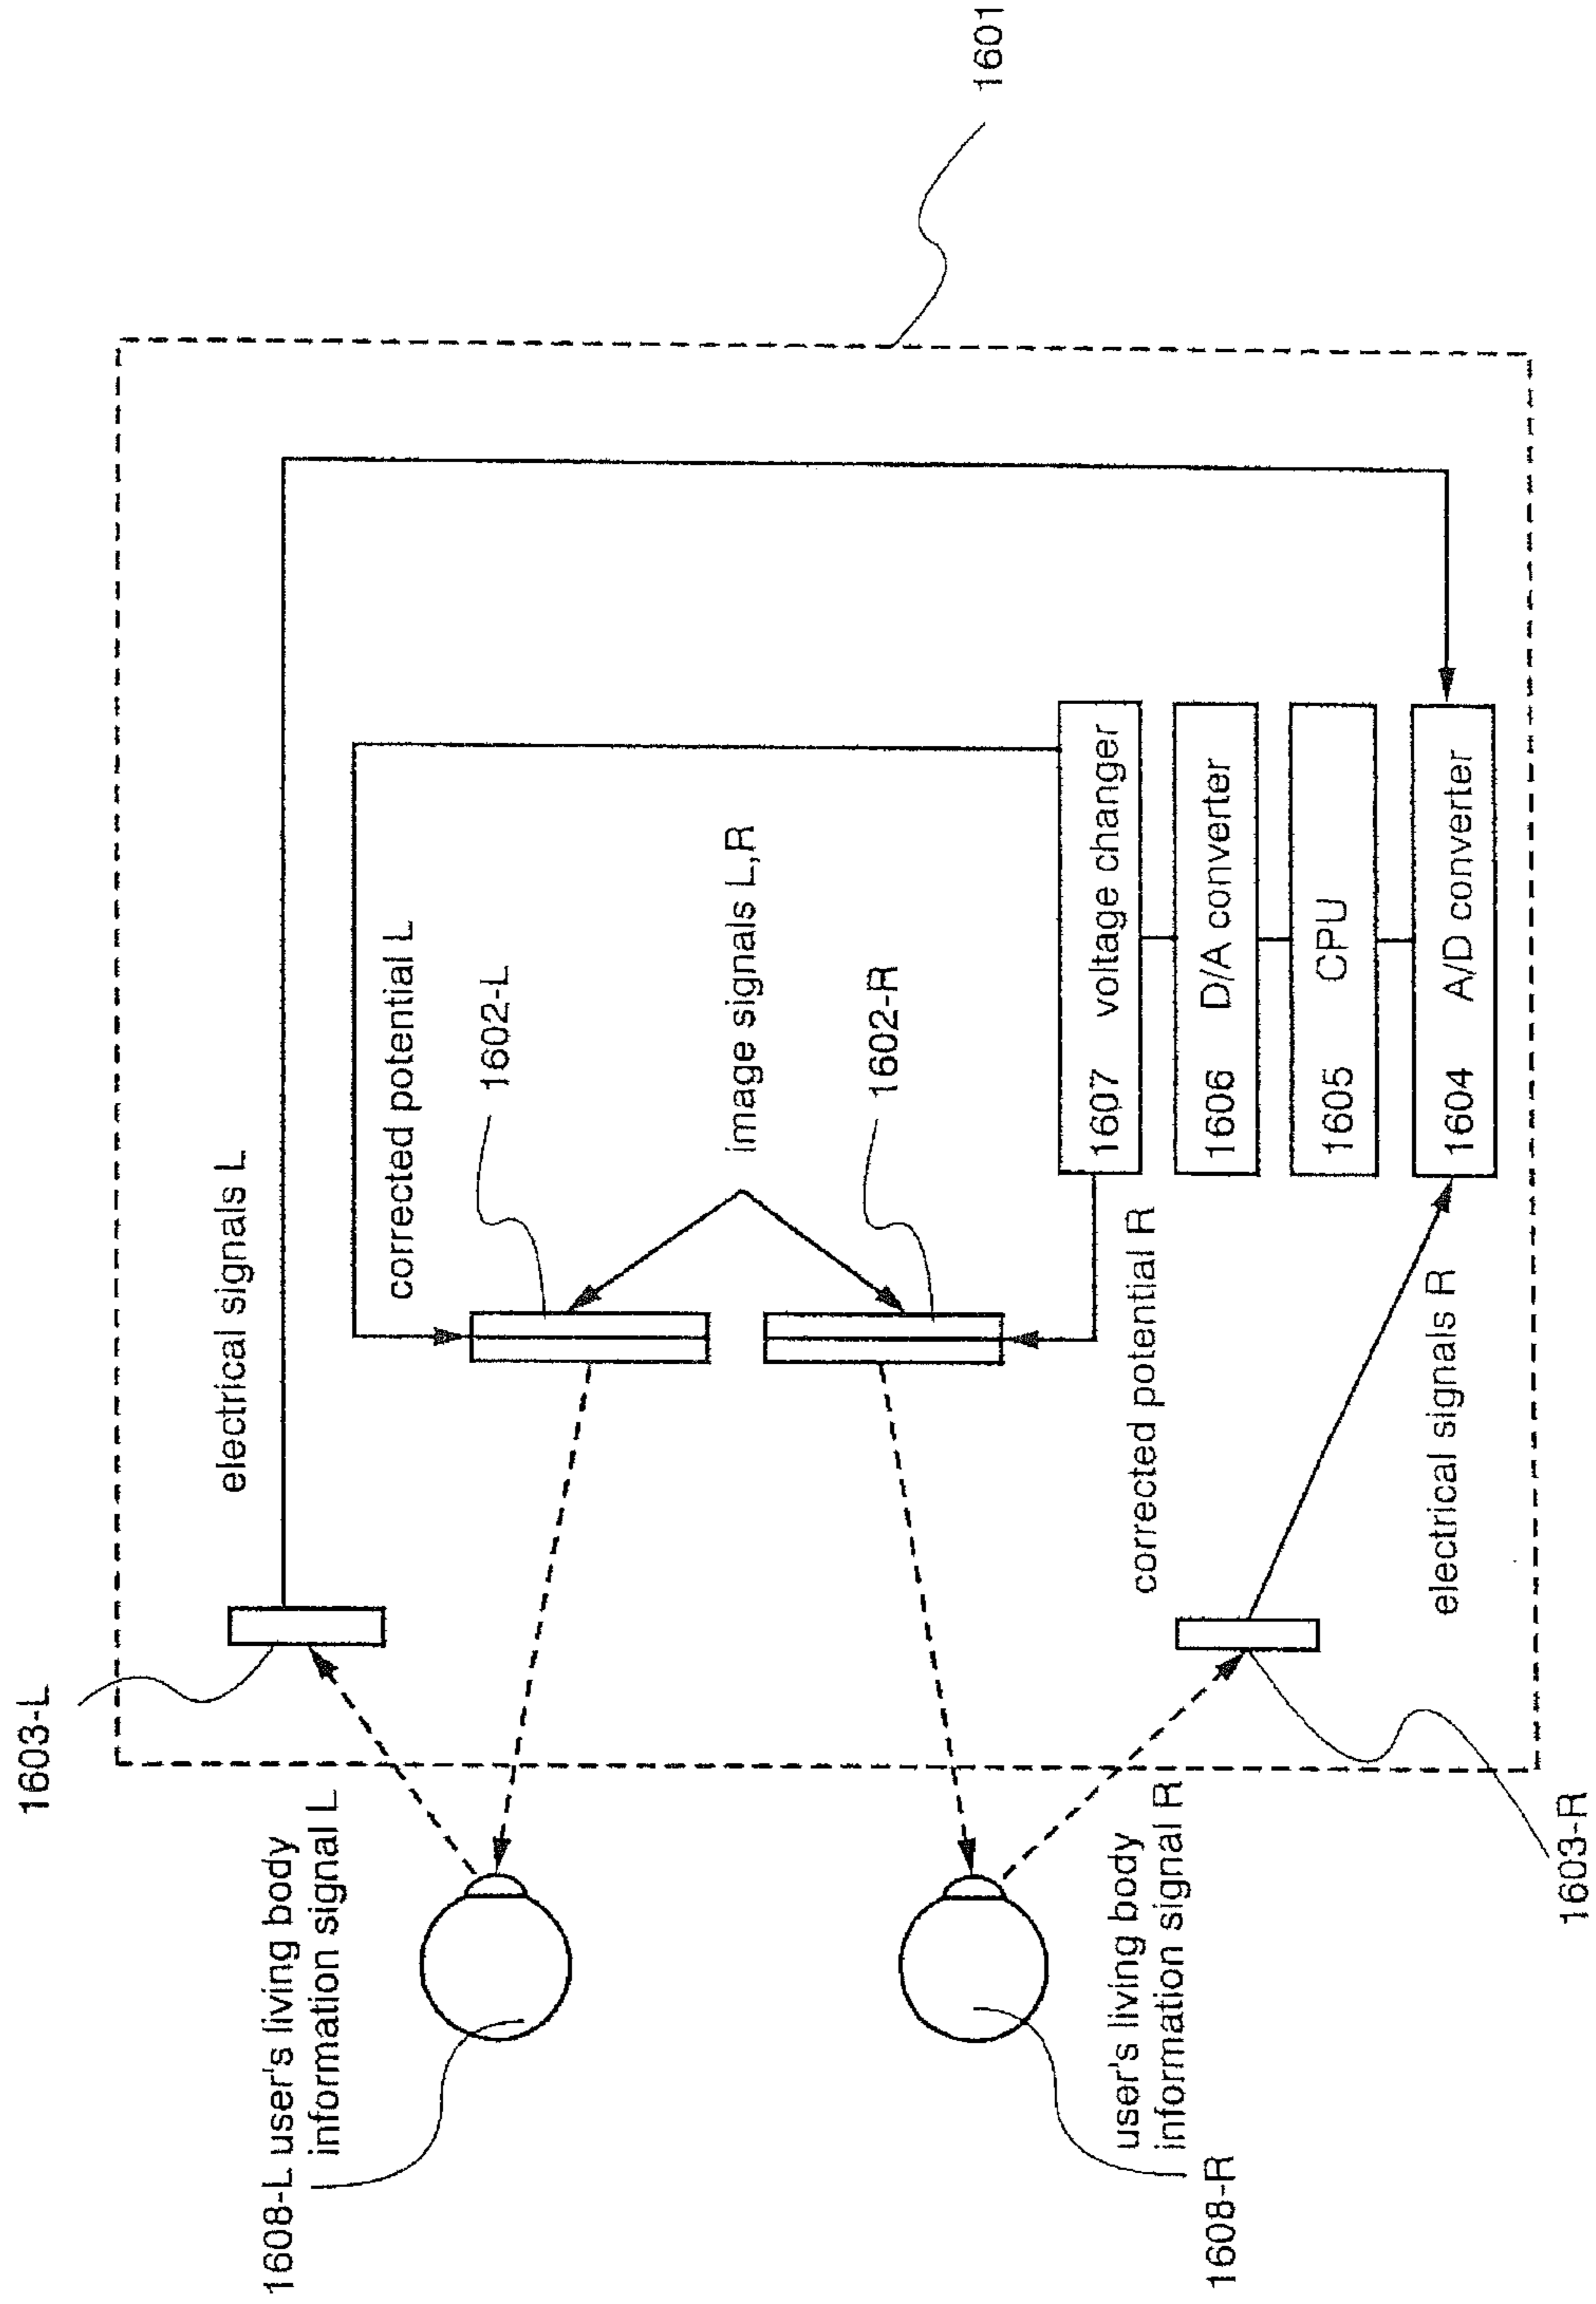 1603-L
electrical signals L
corrected potential L
1602-L
image signals L,R
1602-R
1601
1608-L user's living body
information signal L
1607 voltage changer
1606 D/A converter
1605 CPU
1604 A/D converter
corrected potential R
electrical signals R
user's living body
information signal R
1608-R
1603-R